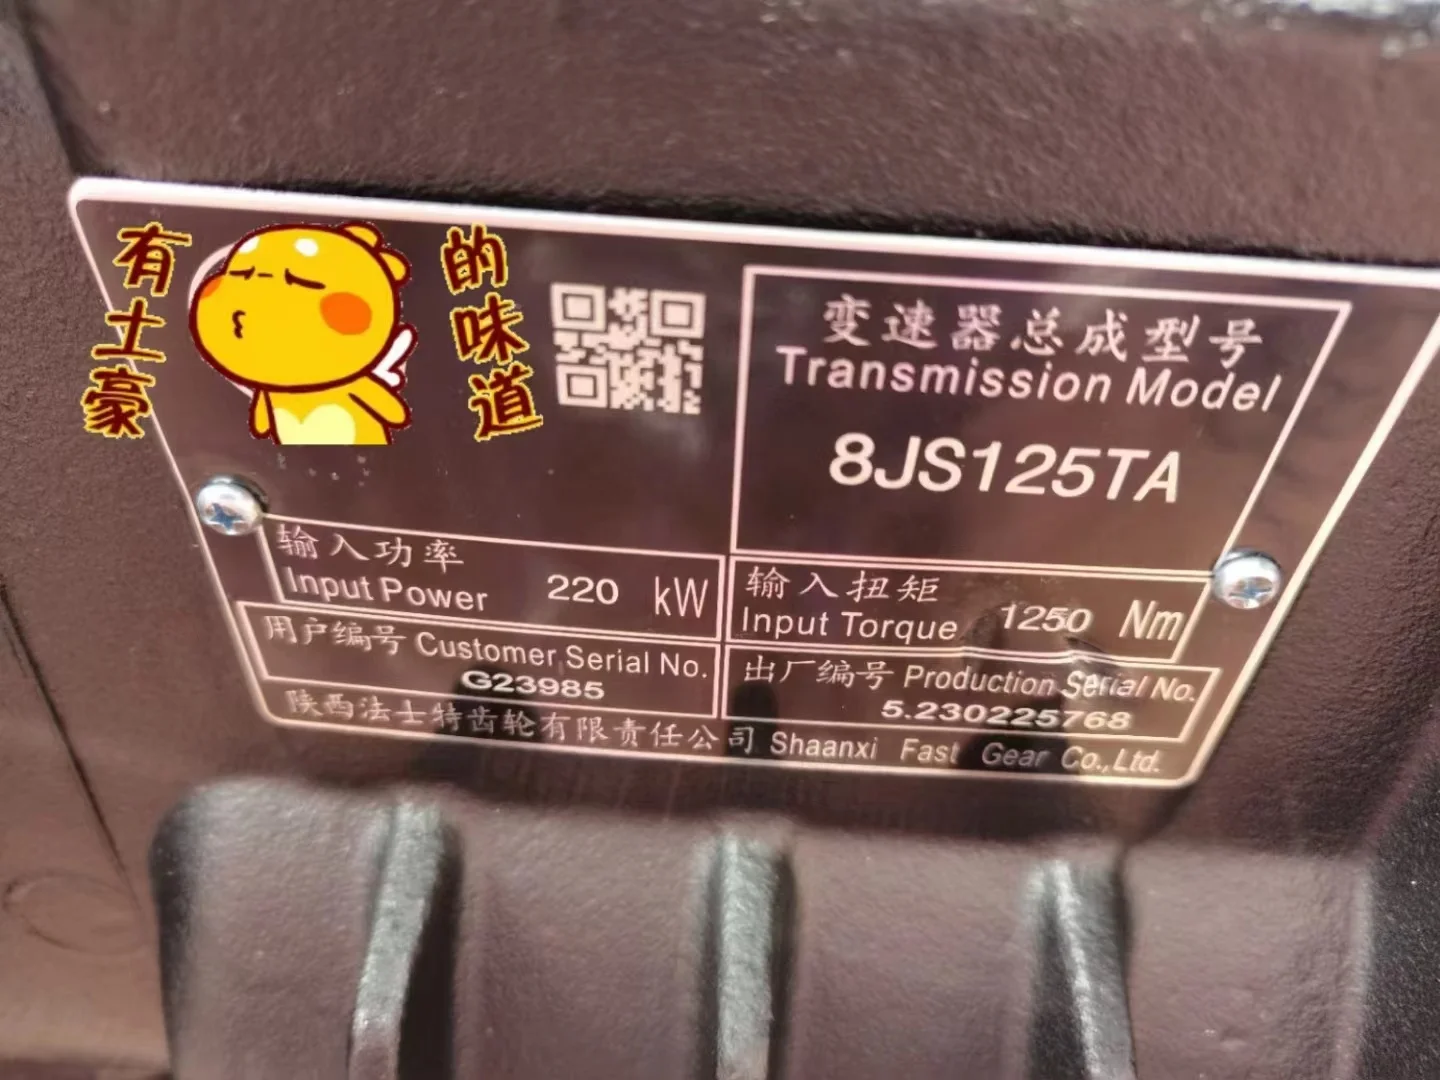 有土豪
的味道
变速器总成型号
Transmission Model
8JS125TA
输入功率
Input Power 220 kW
输入扭矩
Input Torque 1250 Nm
用户编号 Customer Serial No.
G23985
出厂编号 Production Serial No.
5.230225768
陕西法士特齿轮有限责任公司 Shaanxi Fast Gear Co.,Ltd.